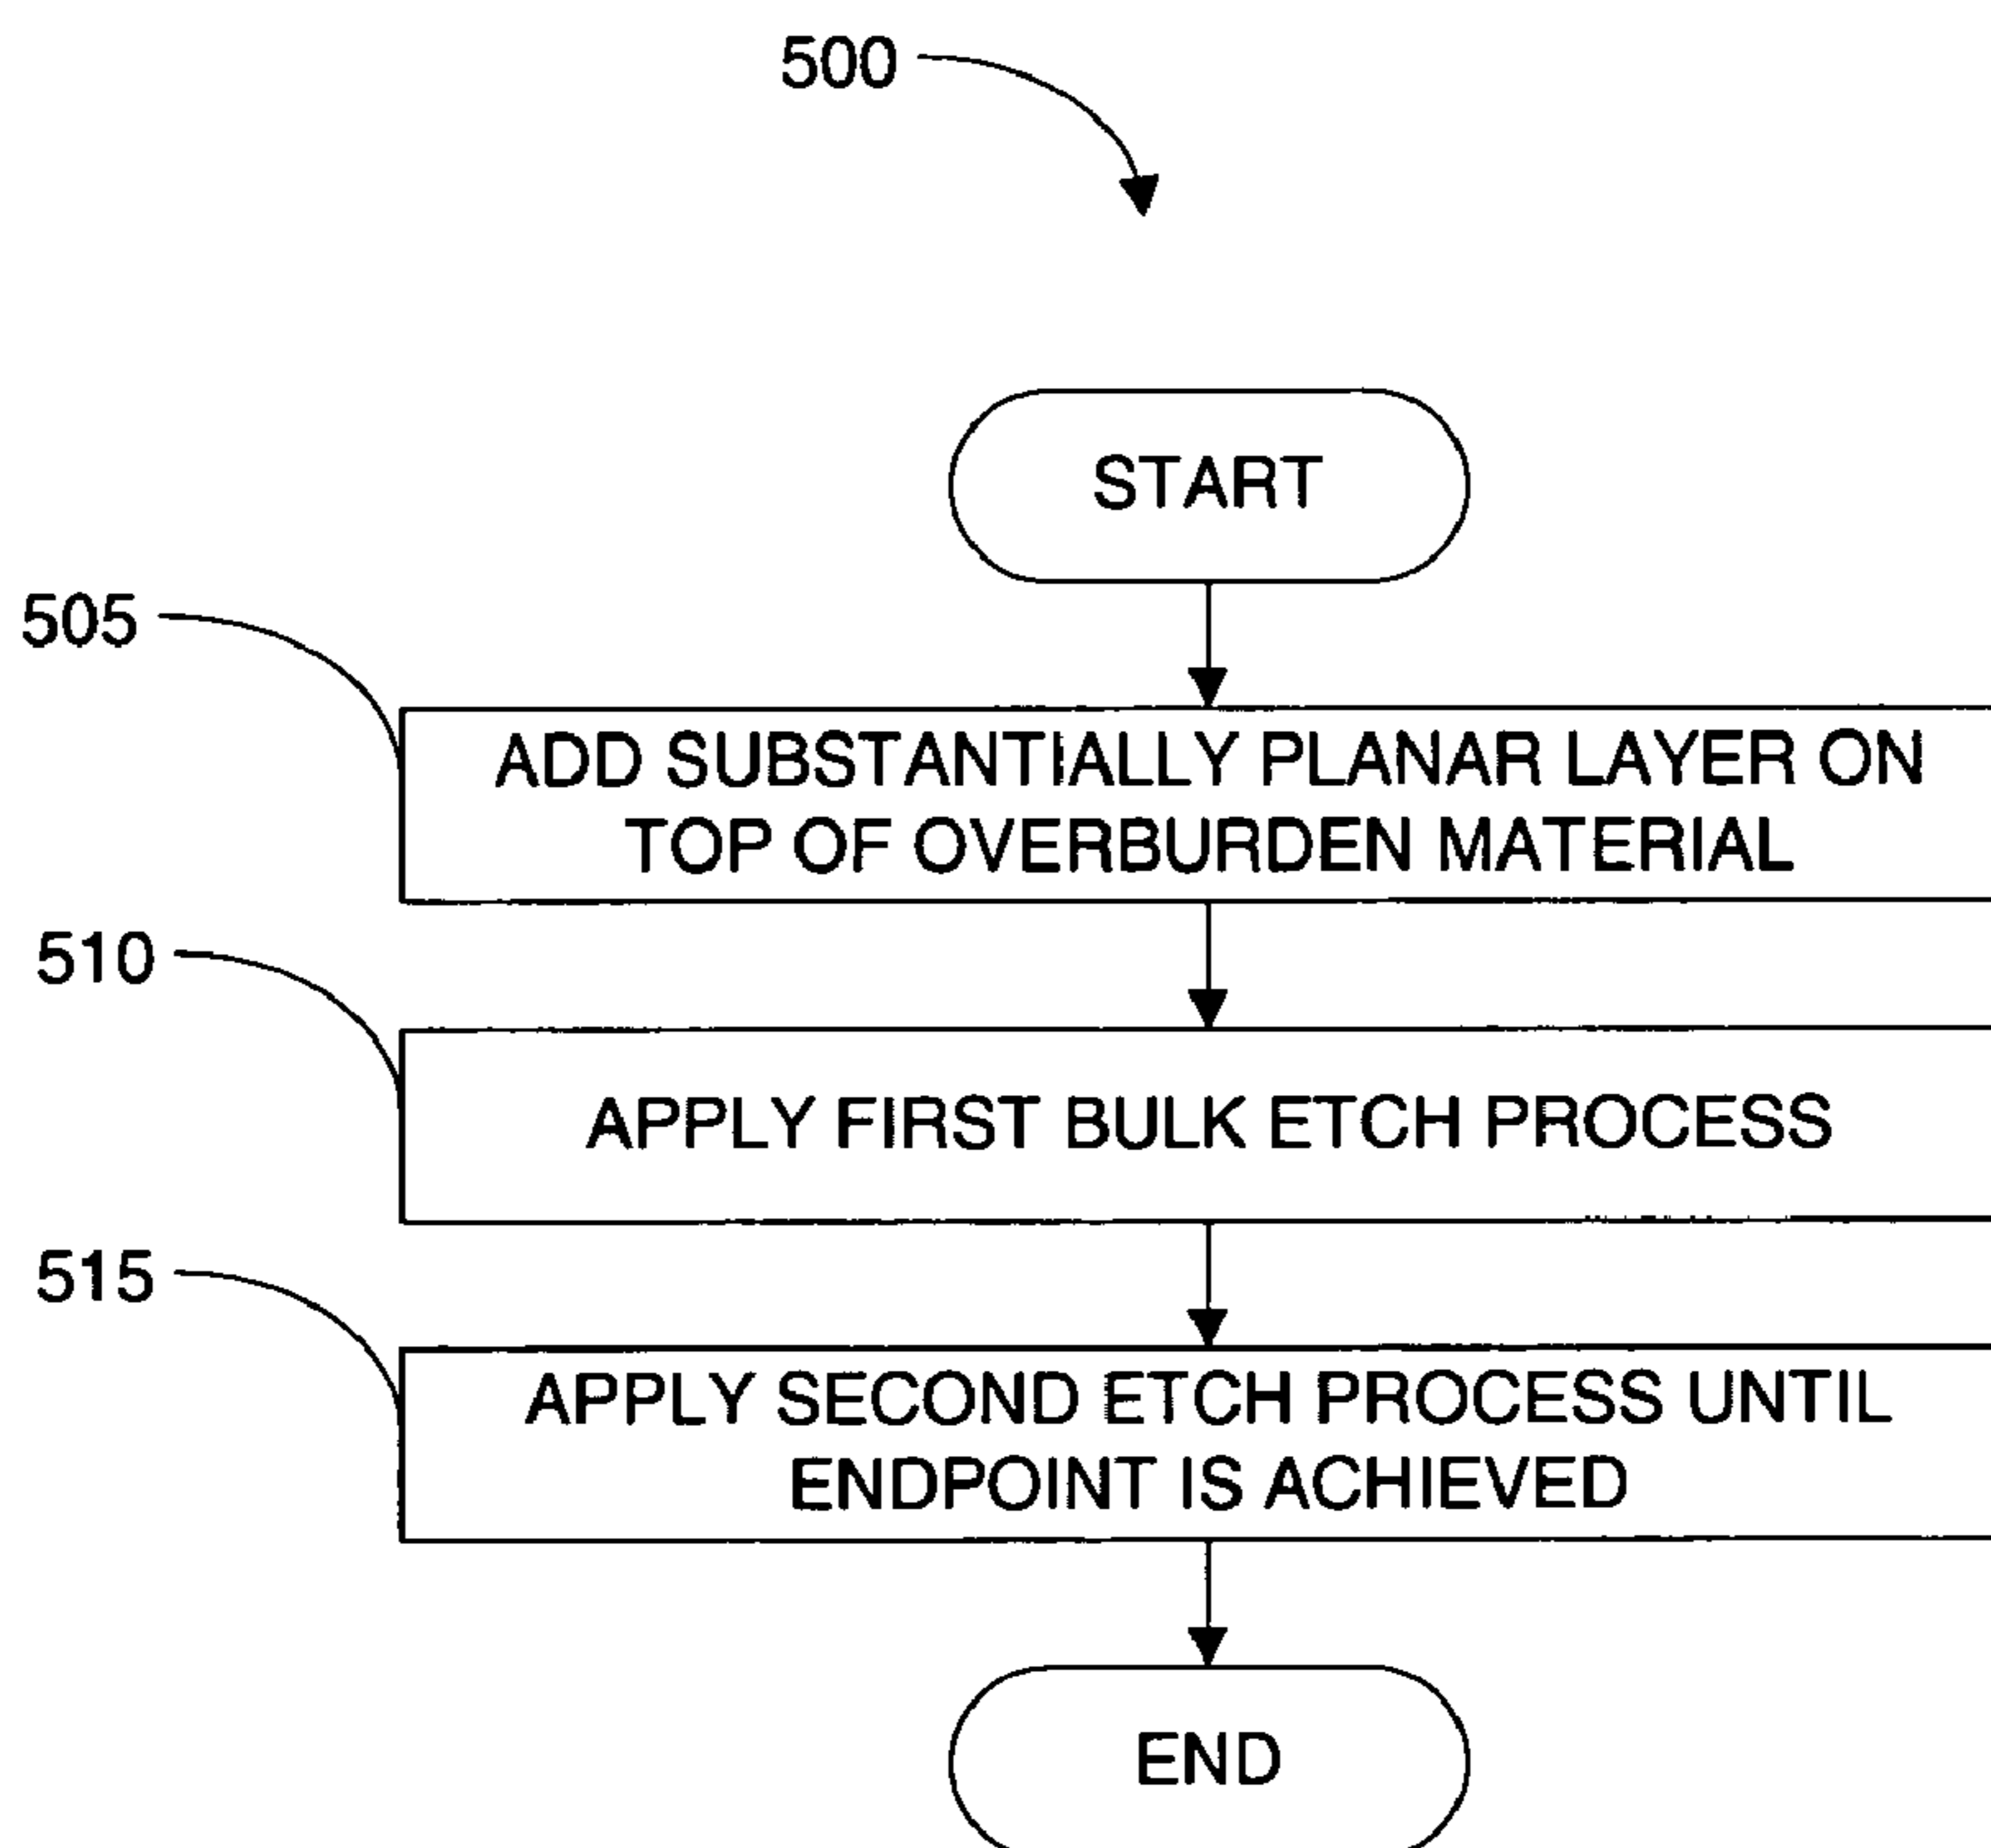 500
START
505
ADD SUBSTANTIALLY PLANAR LAYER ON
TOP OF OVERBURDEN MATERIAL
510
APPLY FIRST BULK ETCH PROCESS
515
APPLY SECOND ETCH PROCESS UNTIL
ENDPOINT IS ACHIEVED
END